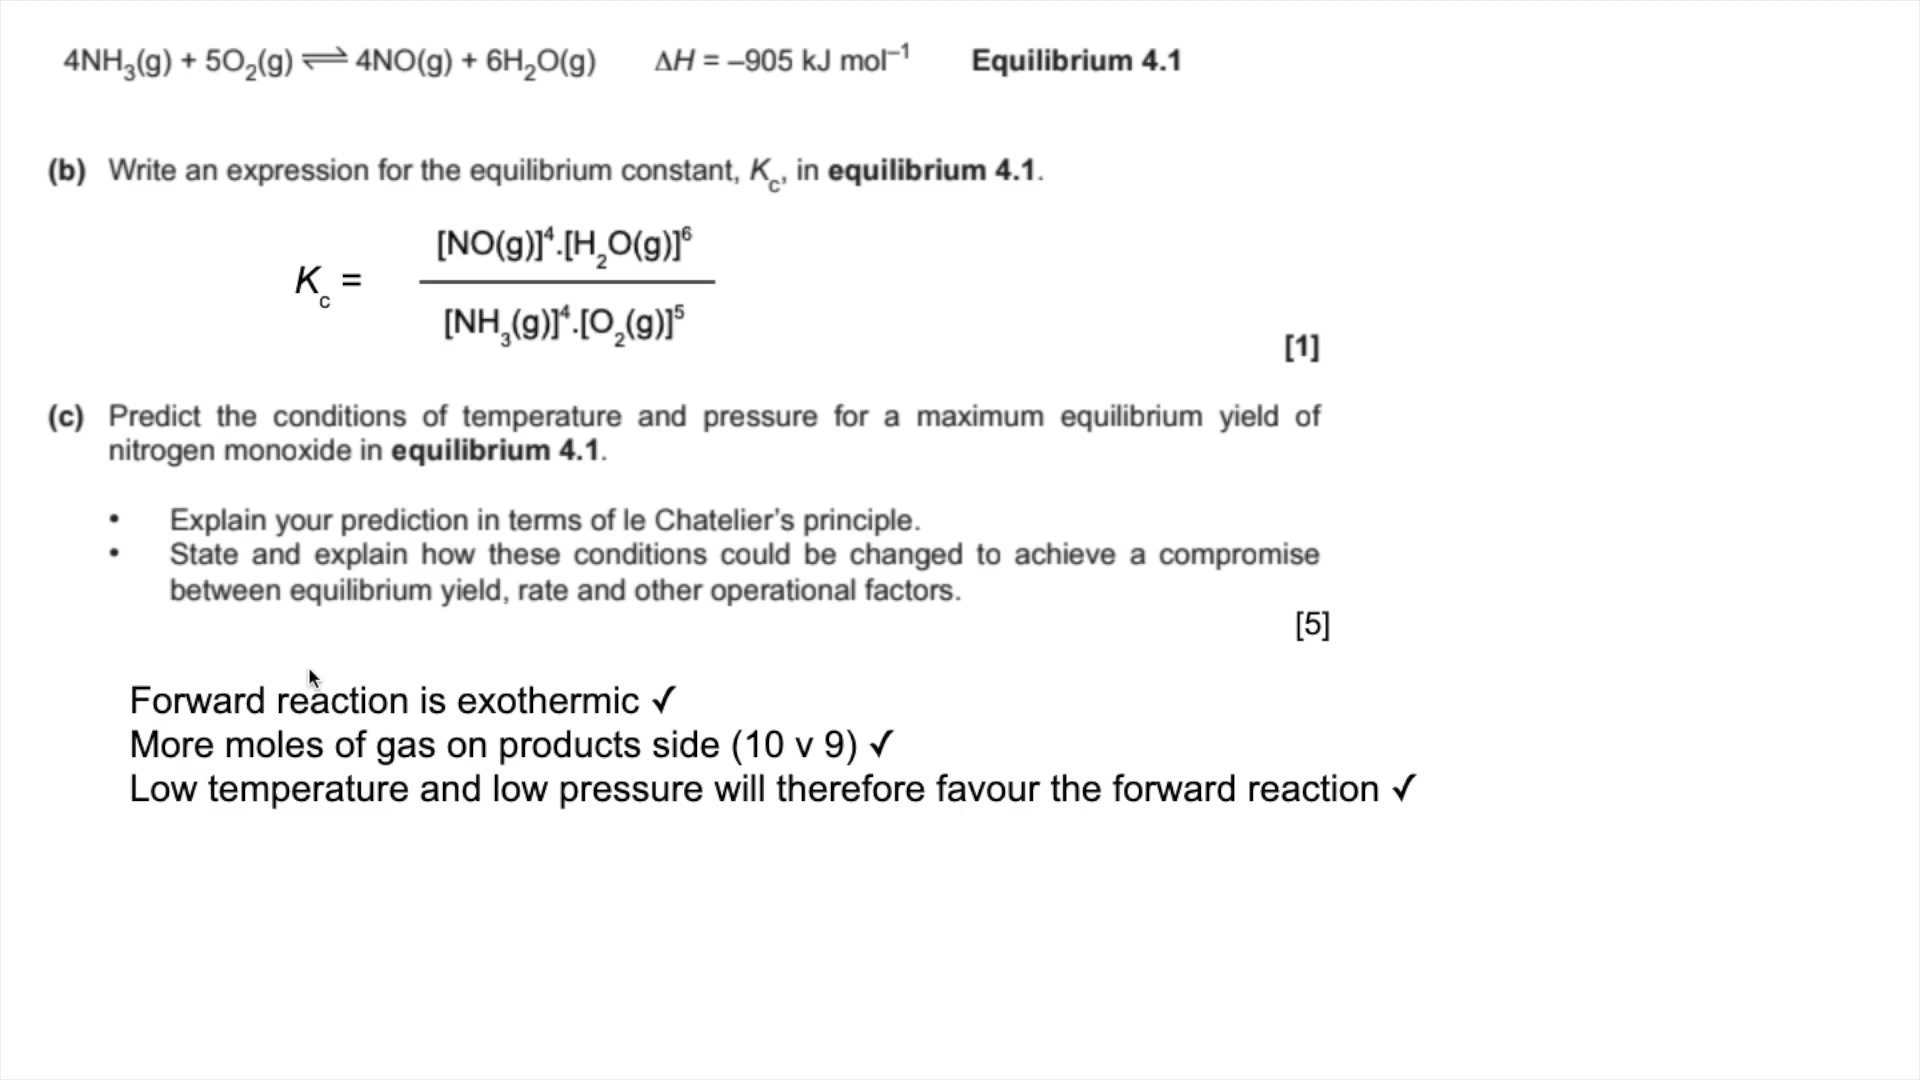 4NH₃(g) + 5O₂(g) ⇌ 4NO(g) + 6H₂O(g) ΔH = –905 kJ mol⁻¹ Equilibrium 4.1
(b) Write an expression for the equilibrium constant, K_c, in equilibrium 4.1.
[NO(g)]⁴.[H₂O(g)]⁶
K_c =
[NH₃(g)]⁴.[O₂(g)]⁵
[1]
(c) Predict the conditions of temperature and pressure for a maximum equilibrium yield of
nitrogen monoxide in equilibrium 4.1.
• Explain your prediction in terms of le Chatelier's principle.
• State and explain how these conditions could be changed to achieve a compromise
between equilibrium yield, rate and other operational factors.
[5]
Forward reaction is exothermic ✓
More moles of gas on products side (10 v 9) ✓
Low temperature and low pressure will therefore favour the forward reaction ✓